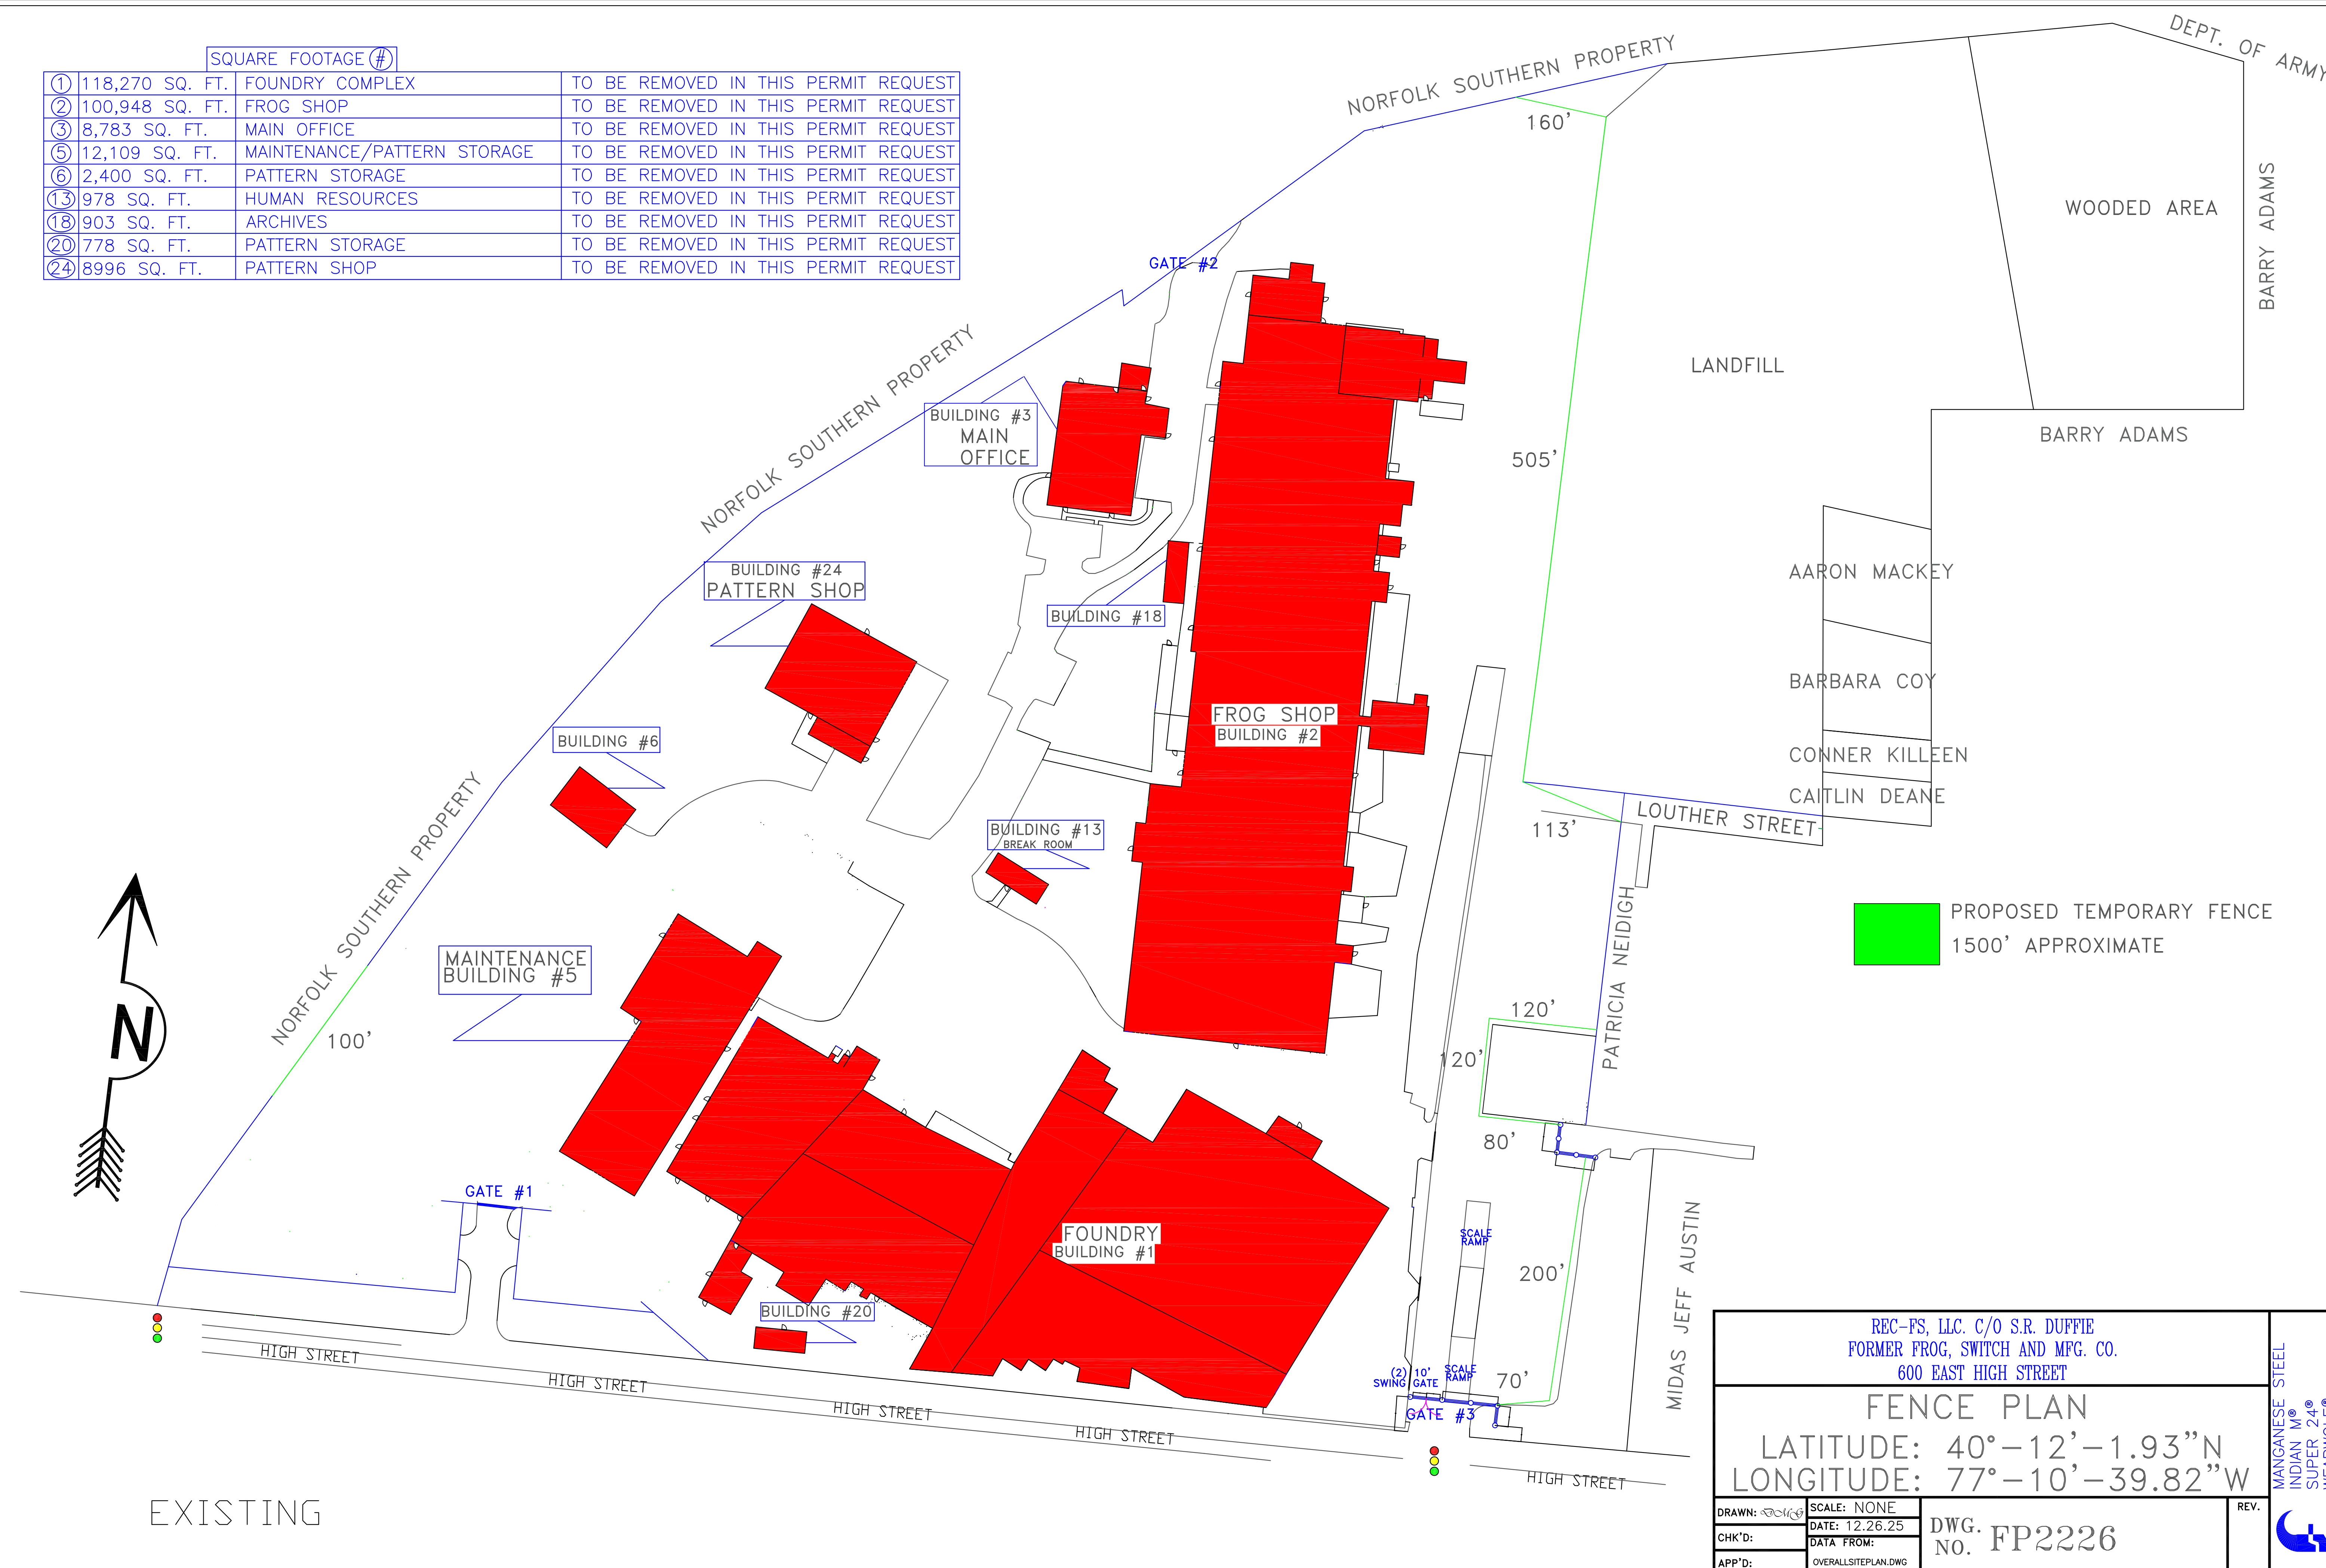 SQUARE FOOTAGE #
1 118,270 SQ. FT. FOUNDRY COMPLEX TO BE REMOVED IN THIS PERMIT REQUEST
2 100,948 SQ. FT. FROG SHOP TO BE REMOVED IN THIS PERMIT REQUEST
3 8,783 SQ. FT. MAIN OFFICE TO BE REMOVED IN THIS PERMIT REQUEST
5 12,109 SQ. FT. MAINTENANCE/PATTERN STORAGE TO BE REMOVED IN THIS PERMIT REQUEST
6 2,400 SQ. FT. PATTERN STORAGE TO BE REMOVED IN THIS PERMIT REQUEST
13 978 SQ. FT. HUMAN RESOURCES TO BE REMOVED IN THIS PERMIT REQUEST
18 903 SQ. FT. ARCHIVES TO BE REMOVED IN THIS PERMIT REQUEST
20 778 SQ. FT. PATTERN STORAGE TO BE REMOVED IN THIS PERMIT REQUEST
24 8996 SQ. FT. PATTERN SHOP TO BE REMOVED IN THIS PERMIT REQUEST
NORFOLK SOUTHERN PROPERTY
DEPT. OF ARMY
160'
WOODED AREA
BARRY ADAMS
GATE #2
LANDFILL
NORFOLK SOUTHERN PROPERTY
BUILDING #3
MAIN
OFFICE
BARRY ADAMS
505'
BUILDING #24
PATTERN SHOP
AARON MACKEY
BUILDING #18
BARBARA COY
FROG SHOP
BUILDING #2
BUILDING #6
CONNER KILLEEN
CAITLIN DEANE
LOUTHER STREET
113'
BUILDING #13
BREAK ROOM
NORFOLK SOUTHERN PROPERTY
PATRICIA NEIDIGH
PROPOSED TEMPORARY FENCE
1500' APPROXIMATE
MAINTENANCE
BUILDING #5
N
100'
120'
120'
80'
GATE #1
FOUNDRY
BUILDING #1
SCALE
RAMP
200'
MIDAS JEFF AUSTIN
BUILDING #20
HIGH STREET
HIGH STREET
HIGH STREET
HIGH STREET
HIGH STREET
(2) 10'
SWING GATE
SCALE
RAMP
70'
GATE #3
EXISTING
REC-FS, LLC. C/O S.R. DUFFIE
FORMER FROG, SWITCH AND MFG. CO.
600 EAST HIGH STREET
FENCE PLAN
LATITUDE: 40°-12'-1.93"N
LONGITUDE: 77°-10'-39.82"W
DRAWN: DMG
SCALE: NONE
DATE: 12.26.25
CHK'D:
DATA FROM:
OVERALLSITEPLAN.DWG
APP'D:
DWG.
NO. FP2226
REV.
MANGANESE STEEL
INDIAN M®
SUPER 24®